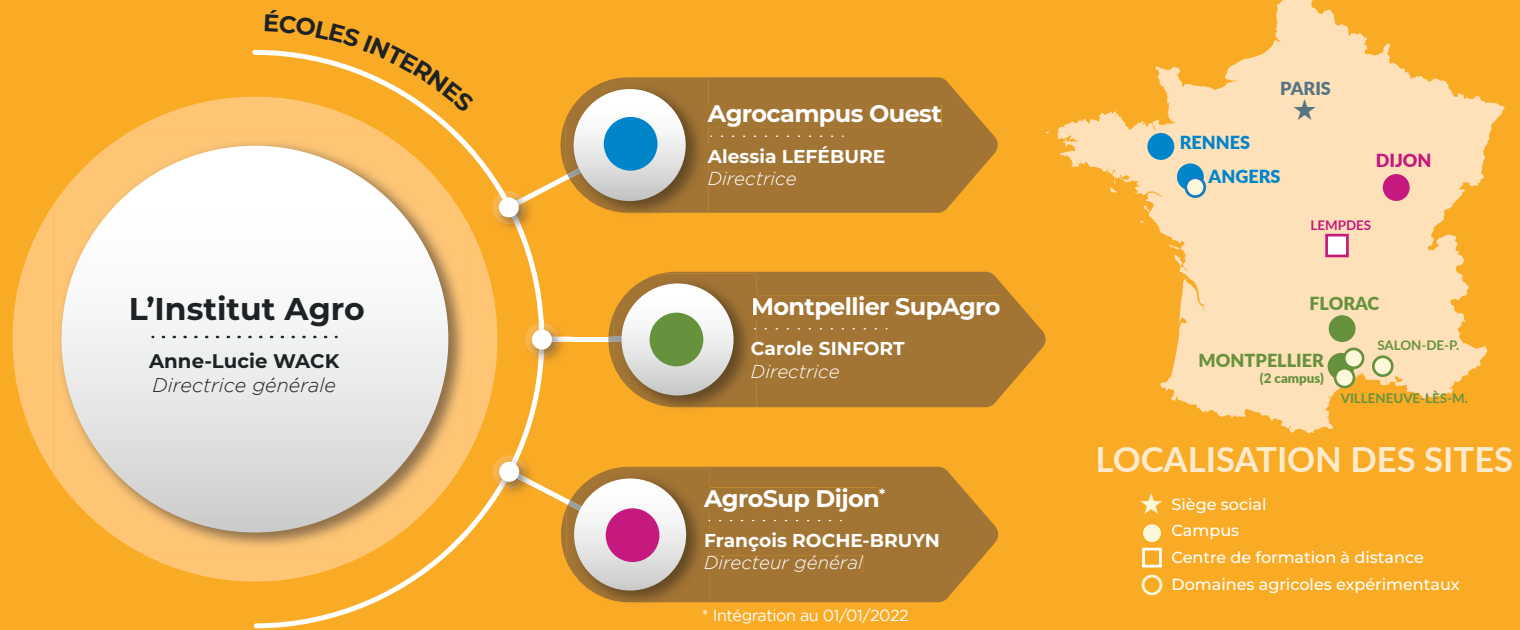 ÉCOLES INTERNES
L’Institut Agro
Anne-Lucie WACK
Directrice générale
Agrocampus Ouest
Alessia LEFÉBURE
Directrice
Montpellier SupAgro
Carole SINFORT
Directrice
AgroSup Dijon*
François ROCHE-BRUYN
Directeur général
* Intégration au 01/01/2022
PARIS
RENNES
DIJON
ANGERS
LEMPDES
FLORAC
SALON-DE-P.
MONTPELLIER
(2 campus)
VILLENEUVE-LÈS-M.
LOCALISATION DES SITES
Siège social
Campus
Centre de formation à distance
Domaines agricoles expérimentaux